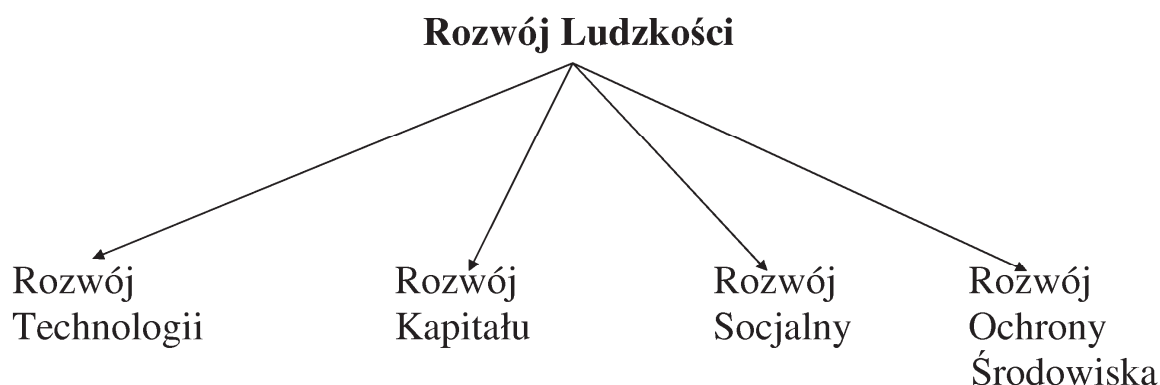 Rozwój Ludzkości
Rozwój
Technologii
Rozwój
Kapitału
Rozwój
Socjalny
Rozwój
Ochrony
Środowiska